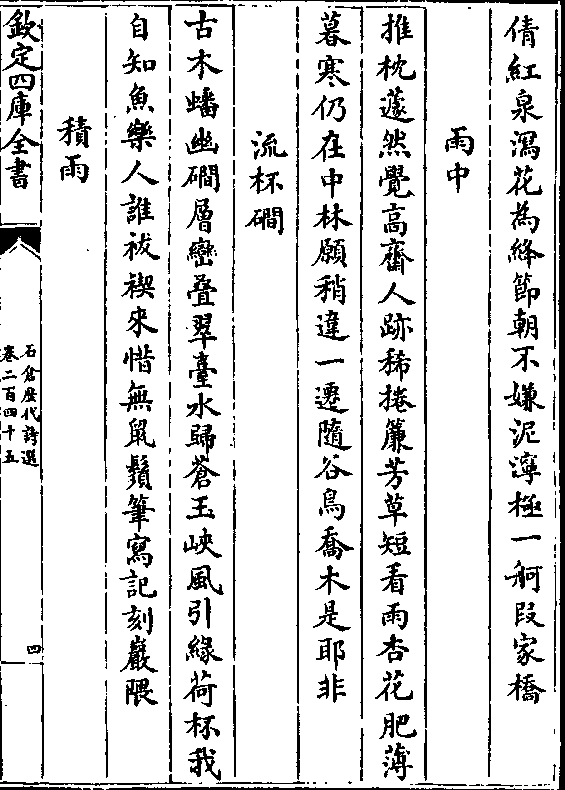 倩紅泉瀉花為絳節朝不嫌泥濘極一舸段家橋
雨中
推枕蘧然覺高齋人跡稀捲簾芳草短看雨杏花肥薄
暮寒仍在中林願稍違一遷隨谷鳥喬木是耶非
流杯磵
古木蟠幽磵層巒叠翠臺水歸蒼玉峽風引緑荷杯我
自知魚樂人誰祓禊來惜無鼠鬚筆寫記刻巖隈
積雨
欽定四庫全書
石倉歷代詩選
卷二百四十五
四